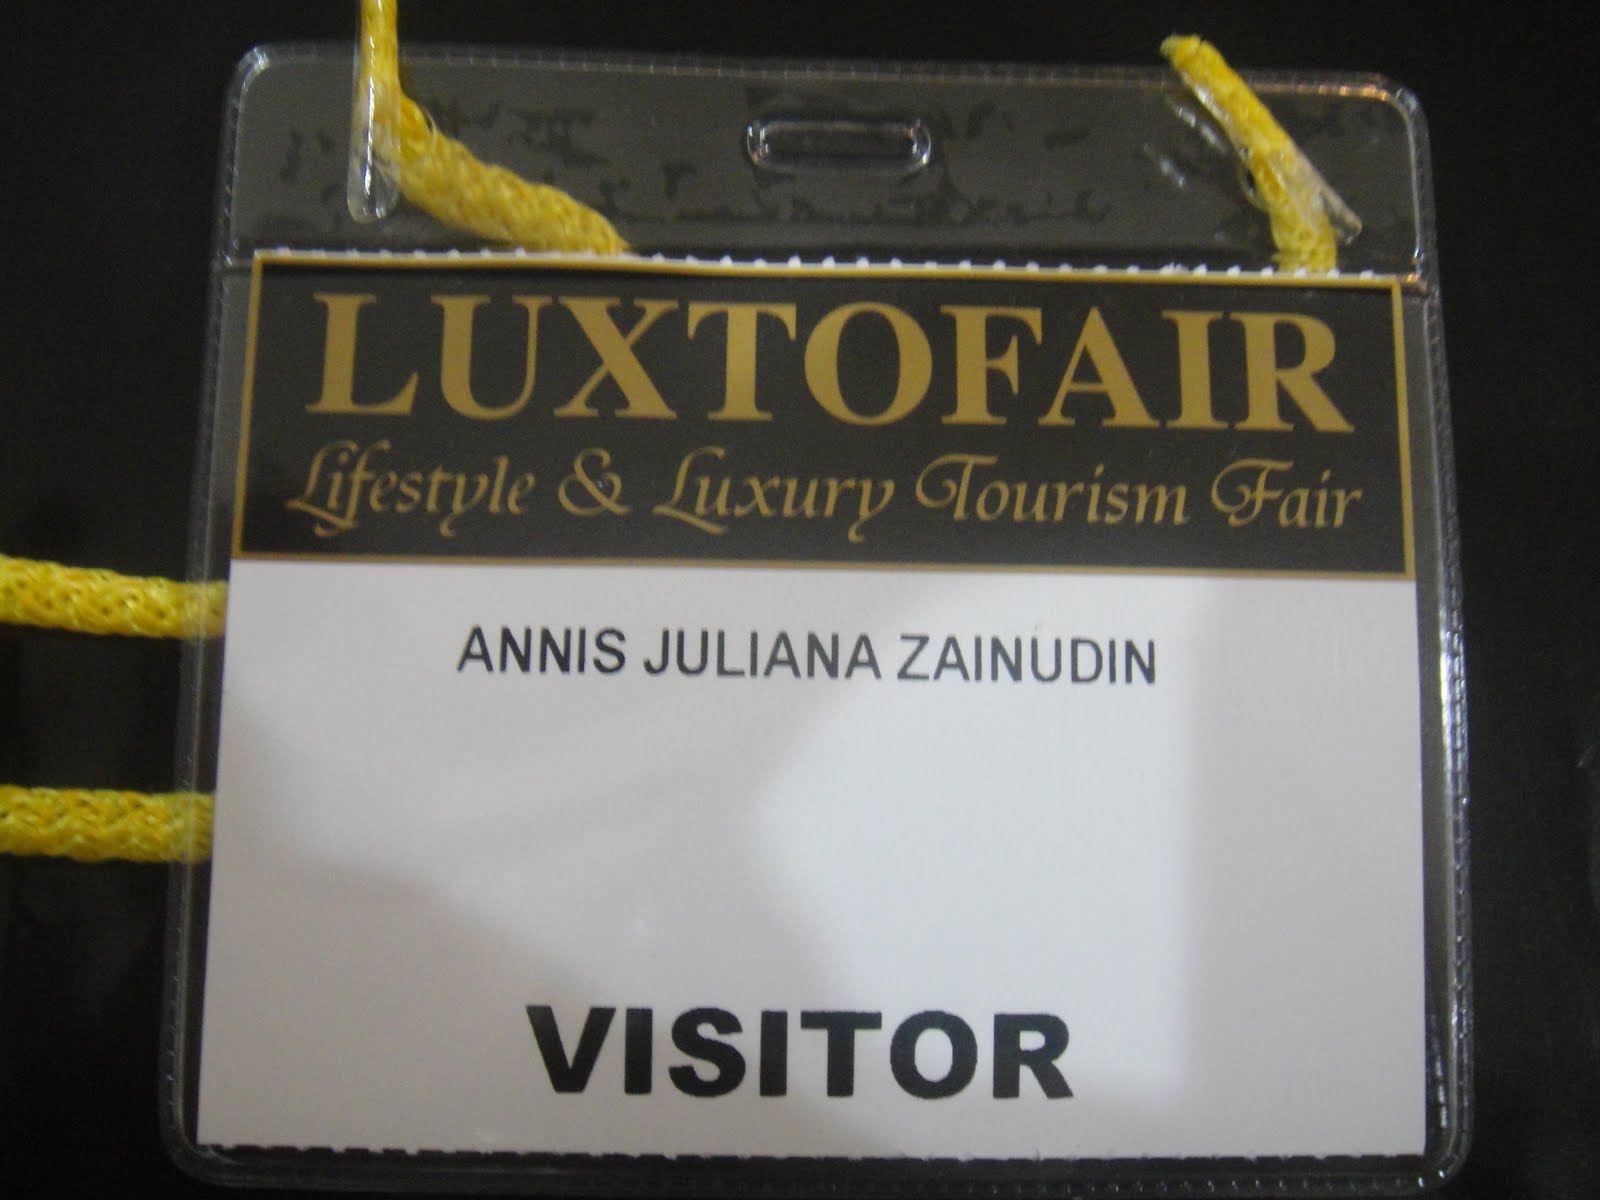 LUXTOFAIR
Lifestyle & Luxury Tourism Fair
ANNIS JULIANA ZAINUDIN
VISITOR